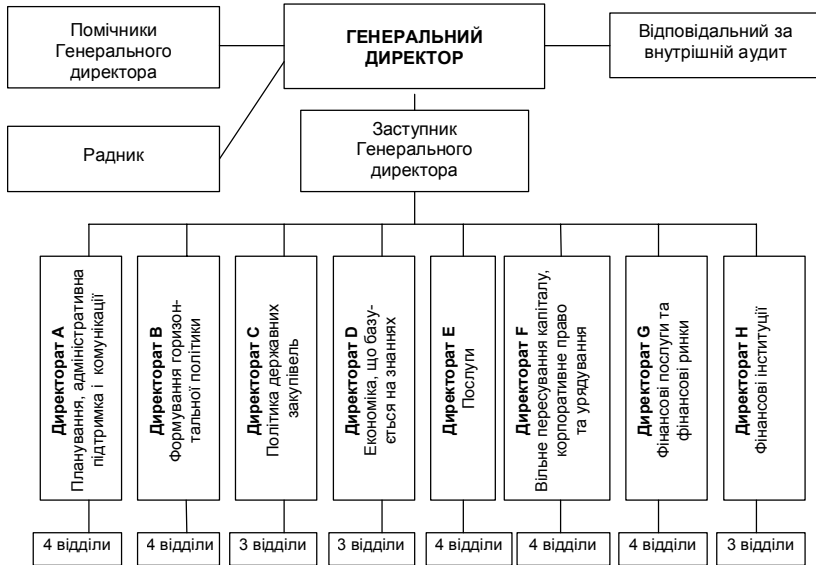 Помічники
Генерального
директора
ГЕНЕРАЛЬНИЙ
ДИРЕКТОР
Відповідальний за
внутрішній аудит
Радник
Заступник
Генерального
директора
Директорат A
Планування, адміністративна
підтримка і комунікації
Директорат B
Формування горизон-
тальної політики
Директорат C
Політика державних
закупівель
Директорат D
Економіка, що базу-
ється на знаннях
Директорат E
Послуги
Директорат F
Вільне пересування капіталу,
корпоративне право
та урядування
Директорат G
Фінансові послуги та
фінансові ринки
Директорат H
Фінансові інституції
4 відділи
4 відділи
3 відділи
3 відділи
4 відділи
4 відділи
4 відділи
3 відділи